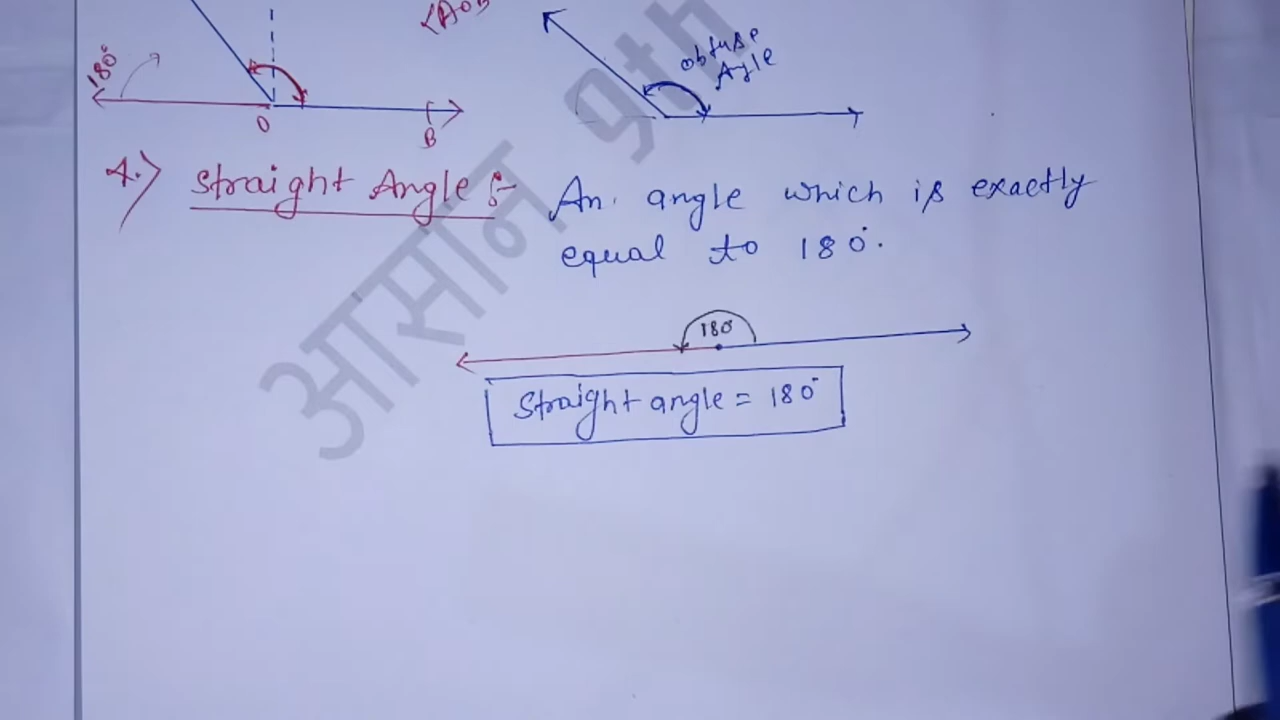 <AOB
180°
obtuse
Angle
O
B
4.) Straight Angle :- An angle which is exactly
equal to 180°.
180°
Straight angle = 180°
आसान 9th